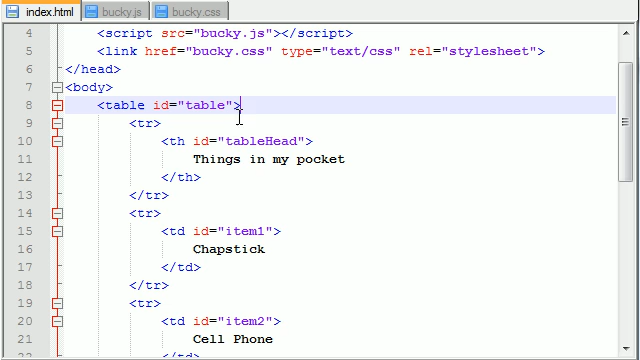 index.html bucky.js bucky.css
4 <script src="bucky.js"></script>
5 <link href="bucky.css" type="text/css" rel="stylesheet">
6 </head>
7 <body>
8 <table id="table">
9 <tr>
10 <th id="tableHead">
11 Things in my pocket
12 </th>
13 </tr>
14 <tr>
15 <td id="item1">
16 Chapstick
17 </td>
18 </tr>
19 <tr>
20 <td id="item2">
21 Cell Phone
22 </td>